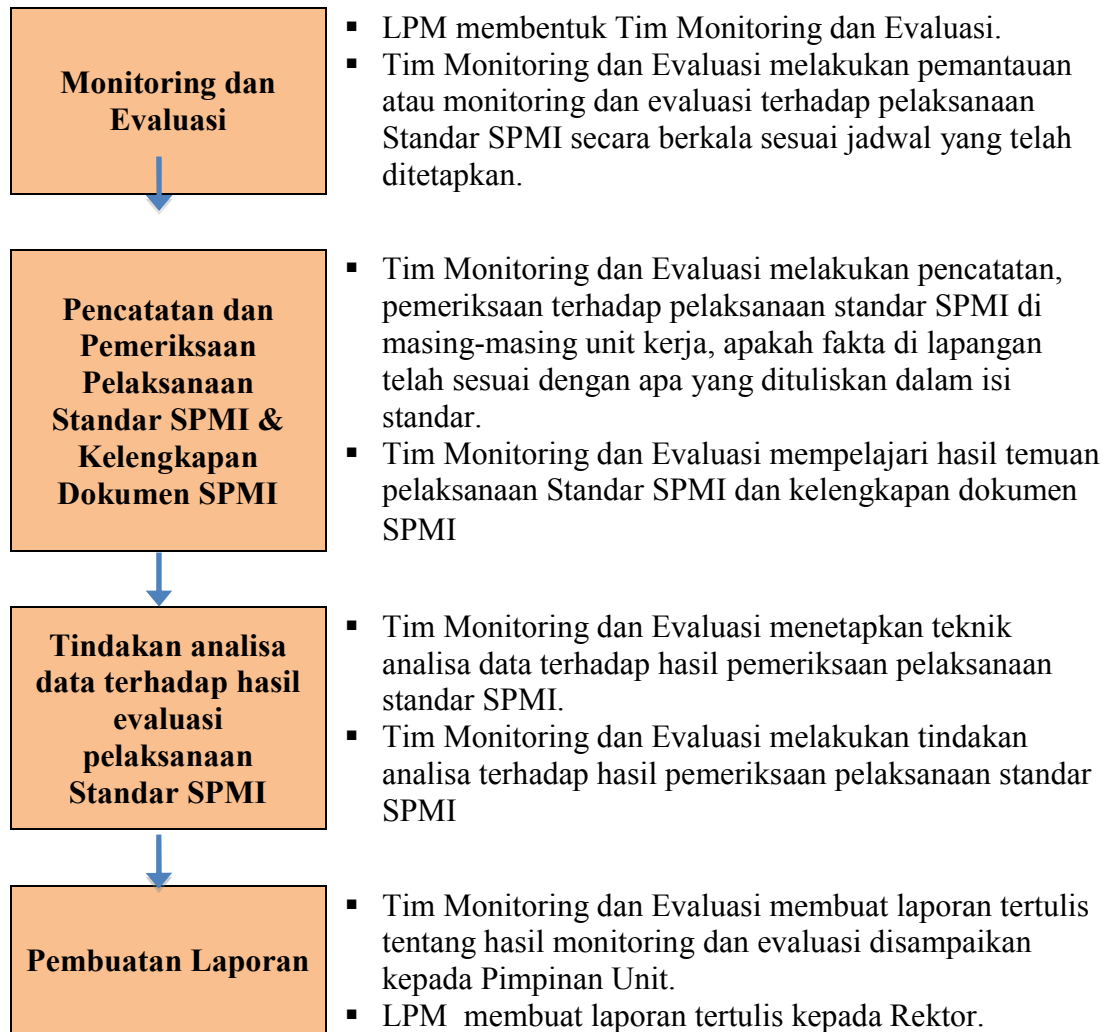 Monitoring dan
Evaluasi
▪ LPM membentuk Tim Monitoring dan Evaluasi.
▪ Tim Monitoring dan Evaluasi melakukan pemantauan
atau monitoring dan evaluasi terhadap pelaksanaan
Standar SPMI secara berkala sesuai jadwal yang telah
ditetapkan.
Pencatatan dan
Pemeriksaan
Pelaksanaan
Standar SPMI &
Kelengkapan
Dokumen SPMI
▪ Tim Monitoring dan Evaluasi melakukan pencatatan,
pemeriksaan terhadap pelaksanaan standar SPMI di
masing-masing unit kerja, apakah fakta di lapangan
telah sesuai dengan apa yang dituliskan dalam isi
standar.
▪ Tim Monitoring dan Evaluasi mempelajari hasil temuan
pelaksanaan Standar SPMI dan kelengkapan dokumen
SPMI
Tindakan analisa
data terhadap hasil
evaluasi
pelaksanaan
Standar SPMI
▪ Tim Monitoring dan Evaluasi menetapkan teknik
analisa data terhadap hasil pemeriksaan pelaksanaan
standar SPMI.
▪ Tim Monitoring dan Evaluasi melakukan tindakan
analisa terhadap hasil pemeriksaan pelaksanaan standar
SPMI
Pembuatan Laporan
▪ Tim Monitoring dan Evaluasi membuat laporan tertulis
tentang hasil monitoring dan evaluasi disampaikan
kepada Pimpinan Unit.
▪ LPM membuat laporan tertulis kepada Rektor.